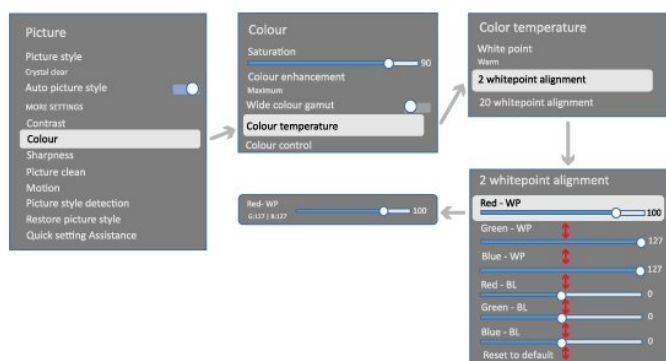 Picture
Picture style
Crystal clear
Auto picture style
MORE SETTINGS
Contrast
Colour
Sharpness
Picture clean
Motion
Picture style detection
Restore picture style
Quick setting Assistance
Colour
Saturation
90
Colour enhancement
Maximum
Wide colour gamut
Colour temperature
Colour control
Color temperature
White point
Warm
2 whitepoint alignment
20 whitepoint alignment
2 whitepoint alignment
Red - WP
100
Green - WP
127
Blue - WP
127
Red - BL
0
Green - BL
0
Blue - BL
0
Reset to default
Red- WP
G:127 | B:127
100